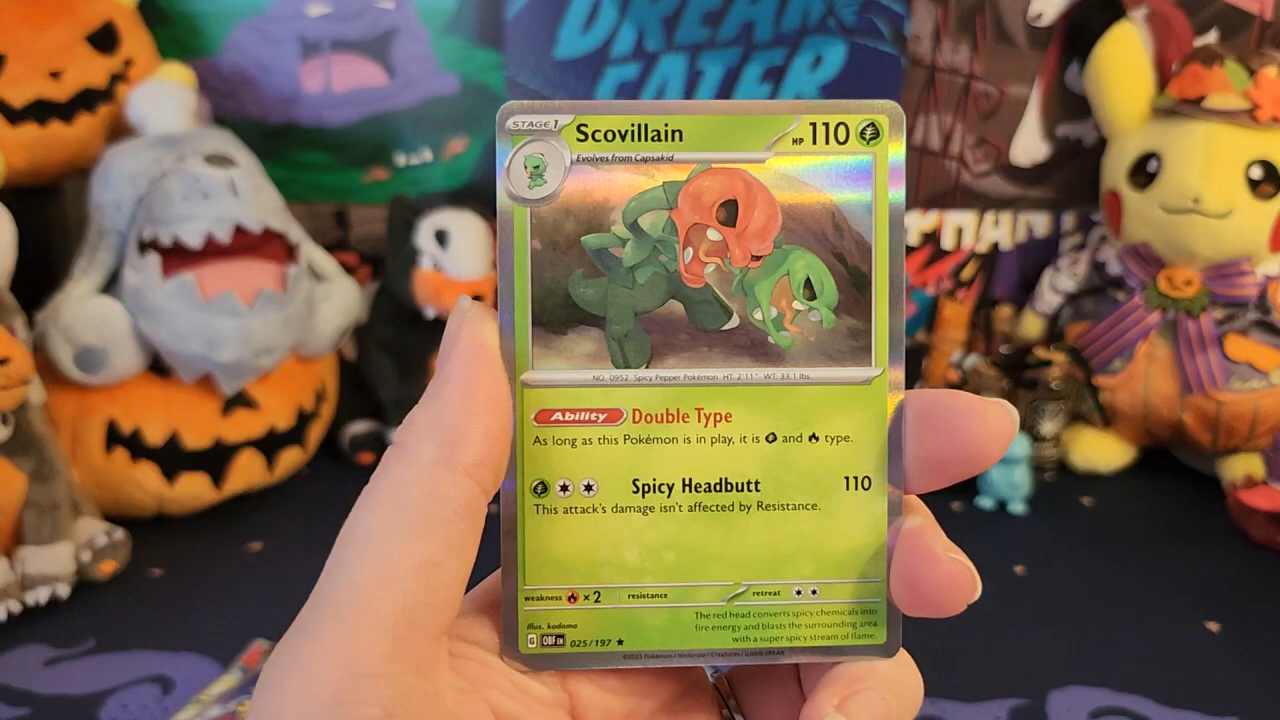 DREAM
EATER
STAGE 1
Scovillain
HP 110
Evolves from Capsakid
NO. 0952 Spicy Pepper Pokémon HT: 2'11" WT: 33.1 lbs.
Ability Double Type
As long as this Pokémon is in play, it is and type.
Spicy Headbutt 110
This attack's damage isn't affected by Resistance.
weakness ×2 resistance retreat
The red head converts spicy chemicals into
fire energy and blasts the surrounding area
with a super spicy stream of flame.
Illus. kodama
G OBF EN 025/197 ★
©2023 Pokémon / Nintendo / Creatures / GAME FREAK